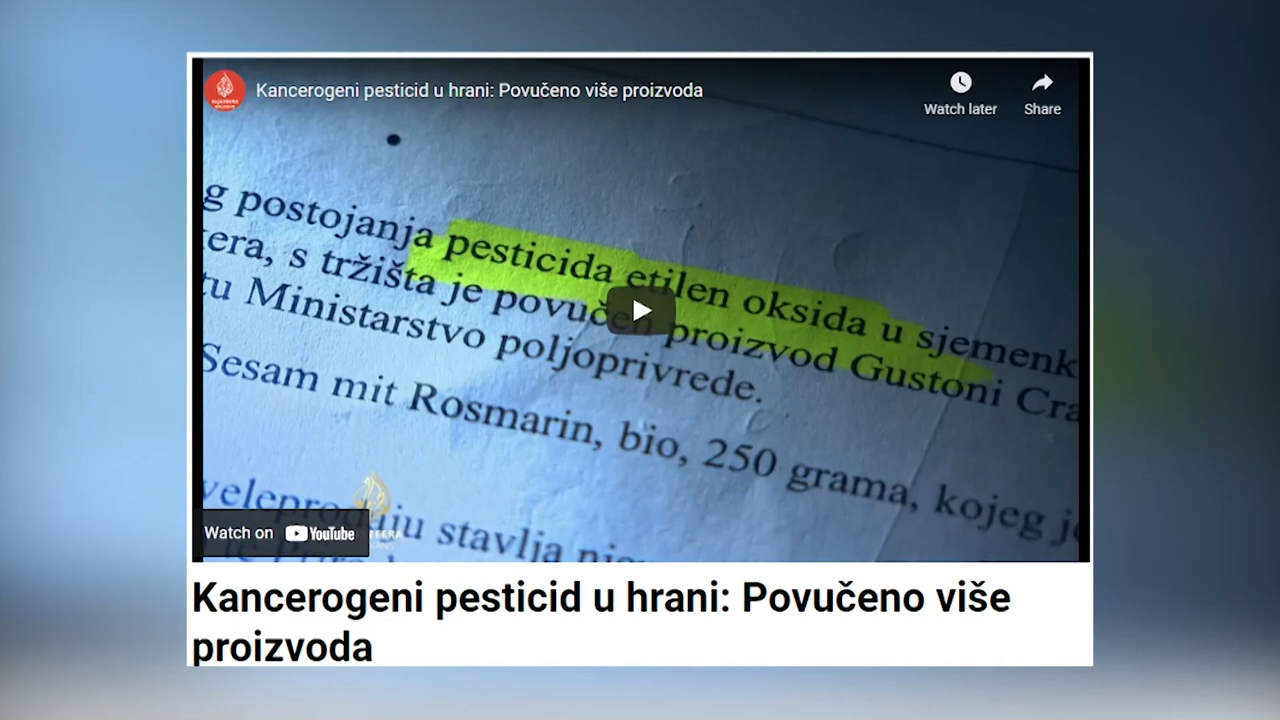 Kancerogeni pesticid u hrani: Povučeno više proizvoda
Watch later
Share
g postojanja pesticida etilen oksida u sjemenk
era, s tržišta je povučen proizvod Gustoni Cra
tu Ministarstvo poljoprivrede.
Sesam mit Rosmarin, bio, 250 grama, kojeg je
stavlja
Watch on YouTube
Kancerogeni pesticid u hrani: Povučeno više
proizvoda